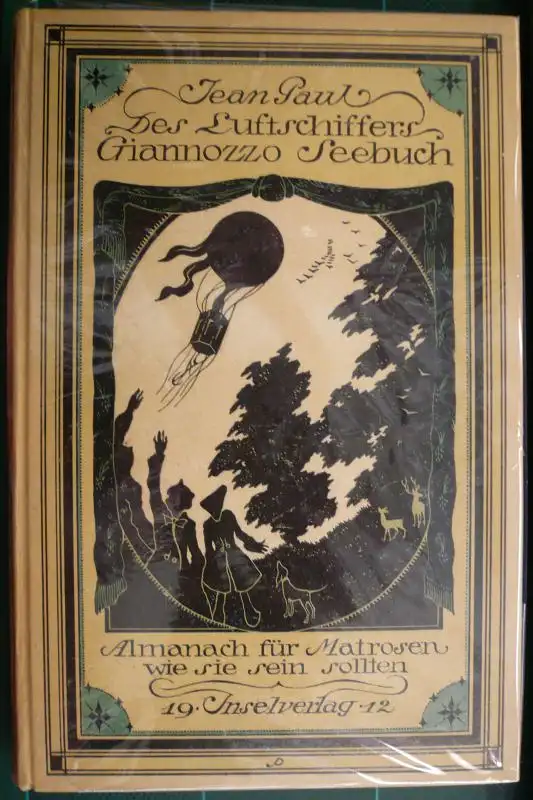 Jean Paul
Des Luftschiffers
Giannozzo Seebuch
Almanach für Matrosen
wie sie sein sollten
19 · Inselverlag · 12